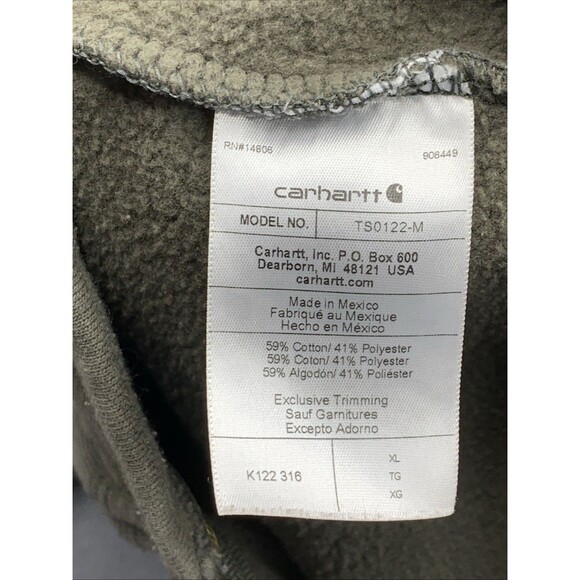 RN#14806 906449
carhartt
MODEL NO. TS0122-M
Carhartt, Inc. P.O. Box 600
Dearborn, MI 48121 USA
carhartt.com
Made in Mexico
Fabriqué au Mexique
Hecho en México
59% Cotton/ 41% Polyester
59% Coton/ 41% Polyester
59% Algodón/ 41% Poliéster
Exclusive Trimming
Sauf Garnitures
Excepto Adorno
XL
K122 316 TG
XG